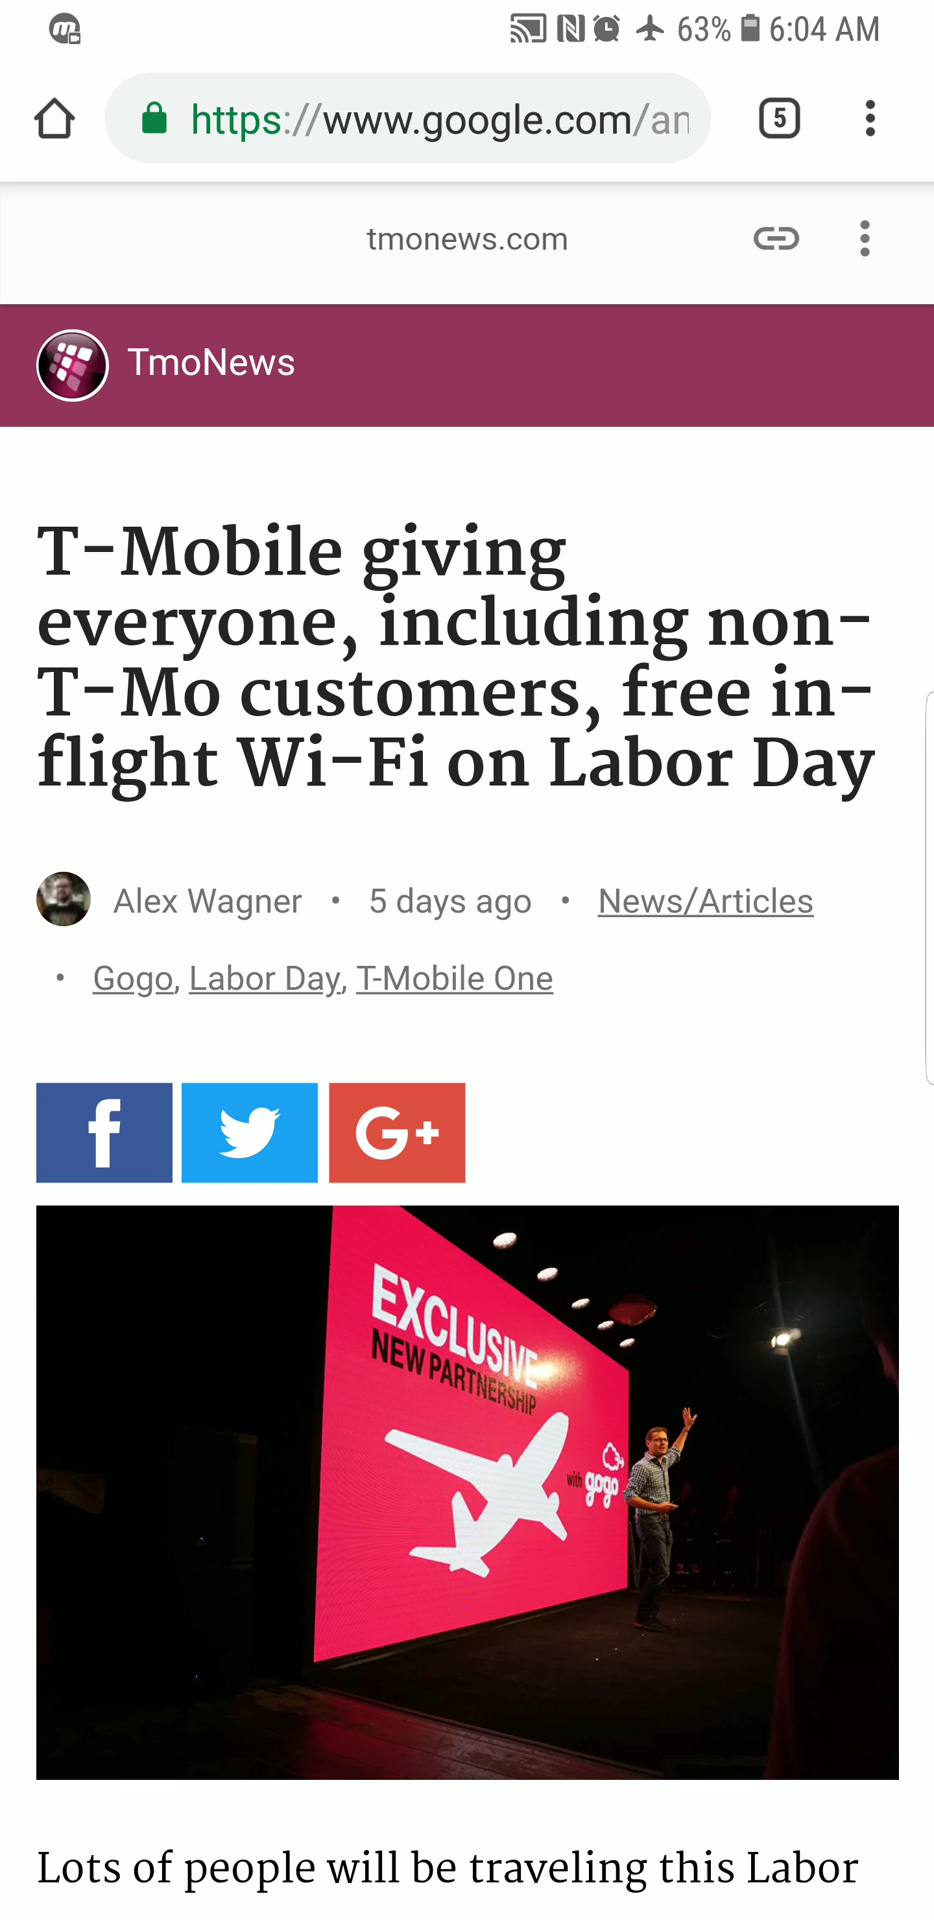 63% 6:04 AM
https://www.google.com/an
5
tmonews.com
TmoNews
T-Mobile giving
everyone, including non-
T-Mo customers, free in-
flight Wi-Fi on Labor Day
Alex Wagner • 5 days ago • News/Articles
• Gogo, Labor Day, T-Mobile One
f G+
EXCLUSIVE
NEW PARTNERSHIP
with gogo
Lots of people will be traveling this Labor